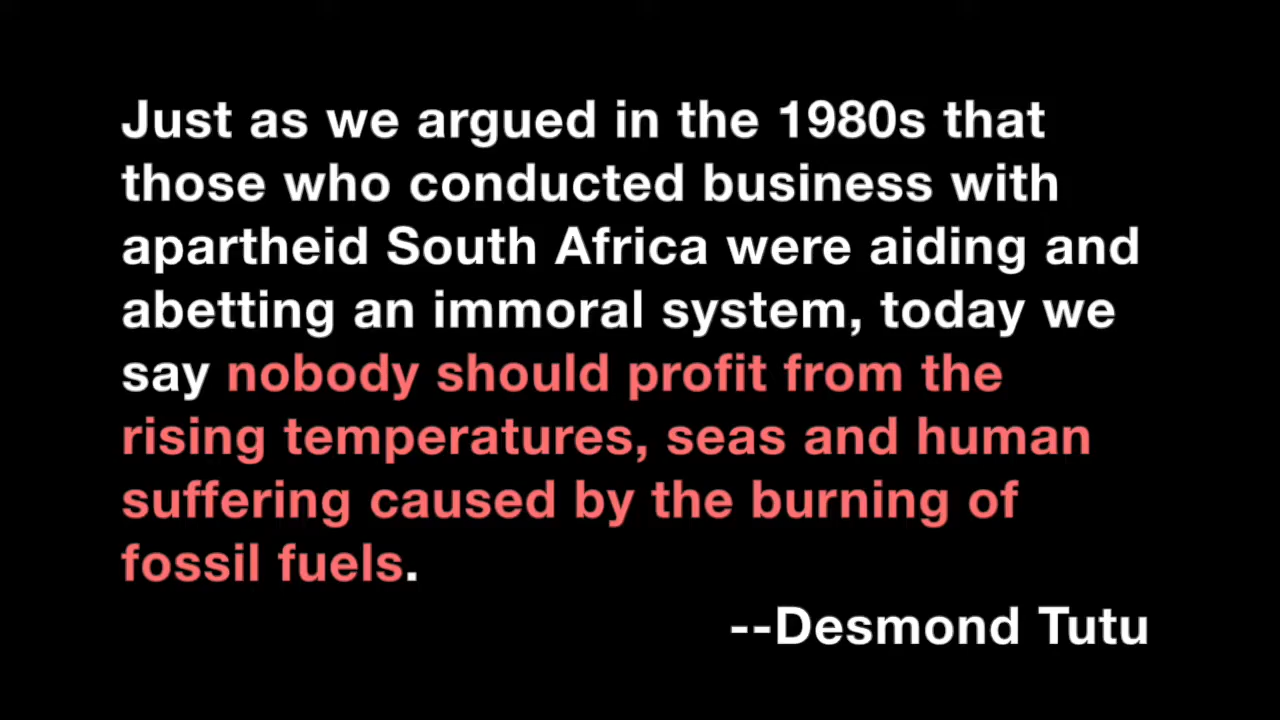 Just as we argued in the 1980s that
those who conducted business with
apartheid South Africa were aiding and
abetting an immoral system, today we
say nobody should profit from the
rising temperatures, seas and human
suffering caused by the burning of
fossil fuels.
--Desmond Tutu